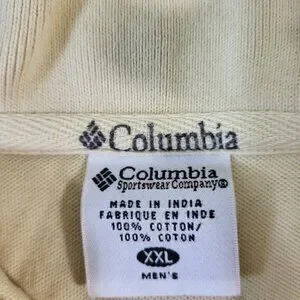 Columbia
Columbia
Sportswear Company®
MADE IN INDIA
FABRIQUE EN INDE
100% COTTON/
100% COTON
XXL
MEN'S